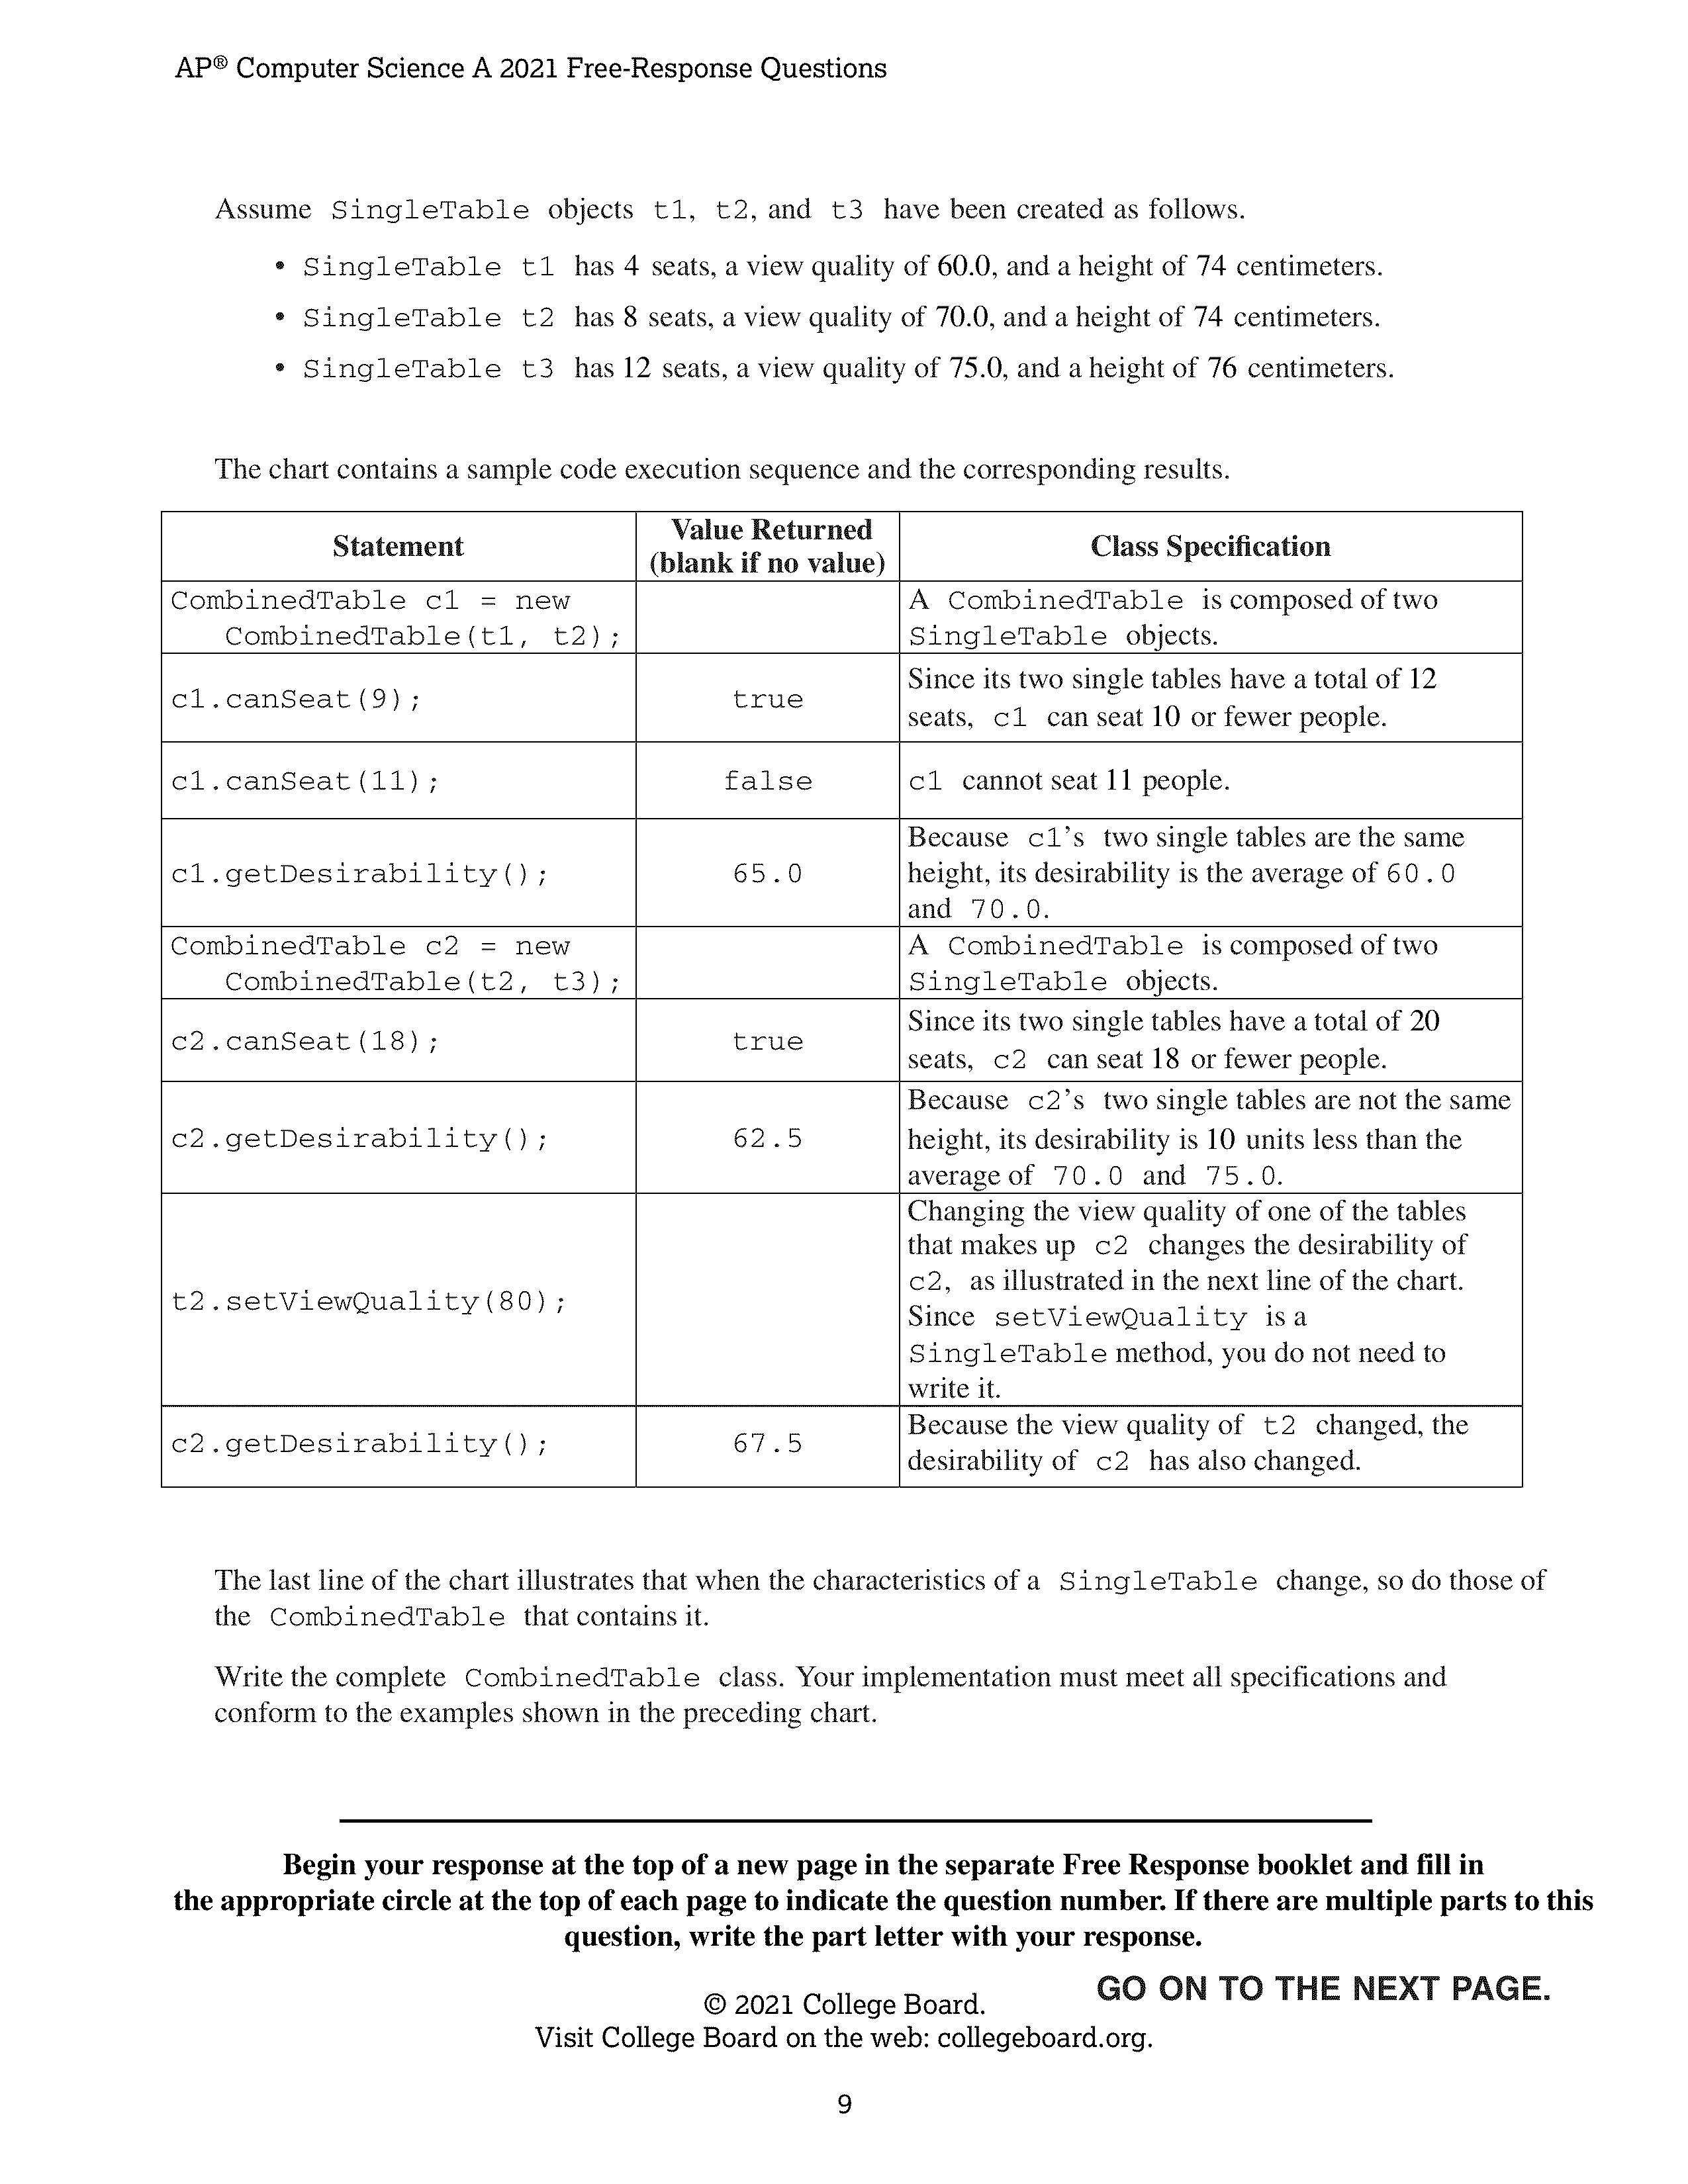 AP® Computer Science A 2021 Free-Response Questions
Assume SingleTable objects t1, t2, and t3 have been created as follows.
• SingleTable t1 has 4 seats, a view quality of 60.0, and a height of 74 centimeters.
• SingleTable t2 has 8 seats, a view quality of 70.0, and a height of 74 centimeters.
• SingleTable t3 has 12 seats, a view quality of 75.0, and a height of 76 centimeters.
The chart contains a sample code execution sequence and the corresponding results.
Statement
Value Returned
(blank if no value)
Class Specification
CombinedTable c1 = new
CombinedTable(t1, t2);
A CombinedTable is composed of two
SingleTable objects.
c1.canSeat(9);
true
Since its two single tables have a total of 12
seats, c1 can seat 10 or fewer people.
c1.canSeat(11);
false
c1 cannot seat 11 people.
c1.getDesirability();
65.0
Because c1's two single tables are the same
height, its desirability is the average of 60.0
and 70.0.
CombinedTable c2 = new
CombinedTable(t2, t3);
A CombinedTable is composed of two
SingleTable objects.
c2.canSeat(18);
true
Since its two single tables have a total of 20
seats, c2 can seat 18 or fewer people.
c2.getDesirability();
62.5
Because c2's two single tables are not the same
height, its desirability is 10 units less than the
average of 70.0 and 75.0.
t2.setViewQuality(80);
Changing the view quality of one of the tables
that makes up c2 changes the desirability of
c2, as illustrated in the next line of the chart.
Since setViewQuality is a
SingleTable method, you do not need to
write it.
c2.getDesirability();
67.5
Because the view quality of t2 changed, the
desirability of c2 has also changed.
The last line of the chart illustrates that when the characteristics of a SingleTable change, so do those of
the CombinedTable that contains it.
Write the complete CombinedTable class. Your implementation must meet all specifications and
conform to the examples shown in the preceding chart.
Begin your response at the top of a new page in the separate Free Response booklet and fill in
the appropriate circle at the top of each page to indicate the question number. If there are multiple parts to this
question, write the part letter with your response.
GO ON TO THE NEXT PAGE.
© 2021 College Board.
Visit College Board on the web: collegeboard.org.
9